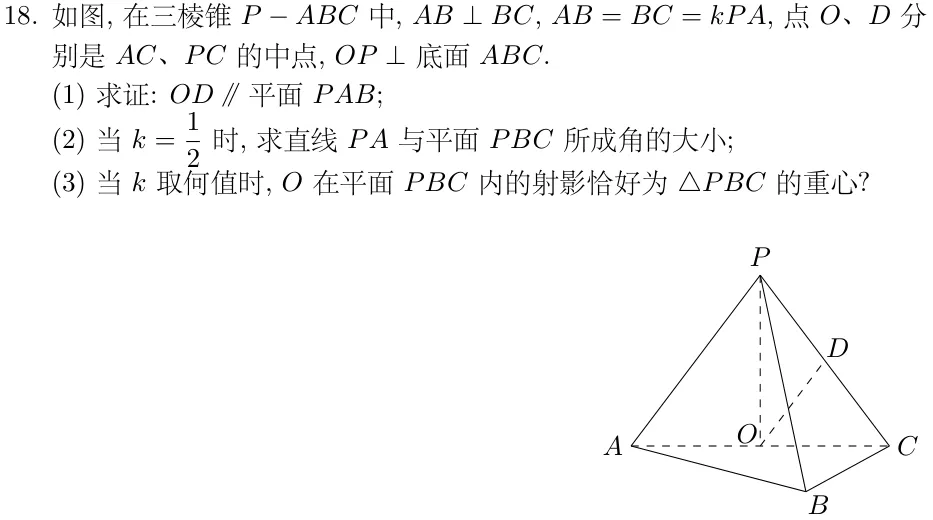 18. 如图, 在三棱锥 P − ABC 中, AB ⊥ BC, AB = BC = kPA, 点 O、D 分
别是 AC、PC 的中点, OP ⊥ 底面 ABC.
(1) 求证: OD ∥ 平面 PAB;
(2) 当 k = 1/2 时, 求直线 PA 与平面 PBC 所成角的大小;
(3) 当 k 取何值时, O 在平面 PBC 内的射影恰好为 △PBC 的重心?
P
D
O
A
C
B